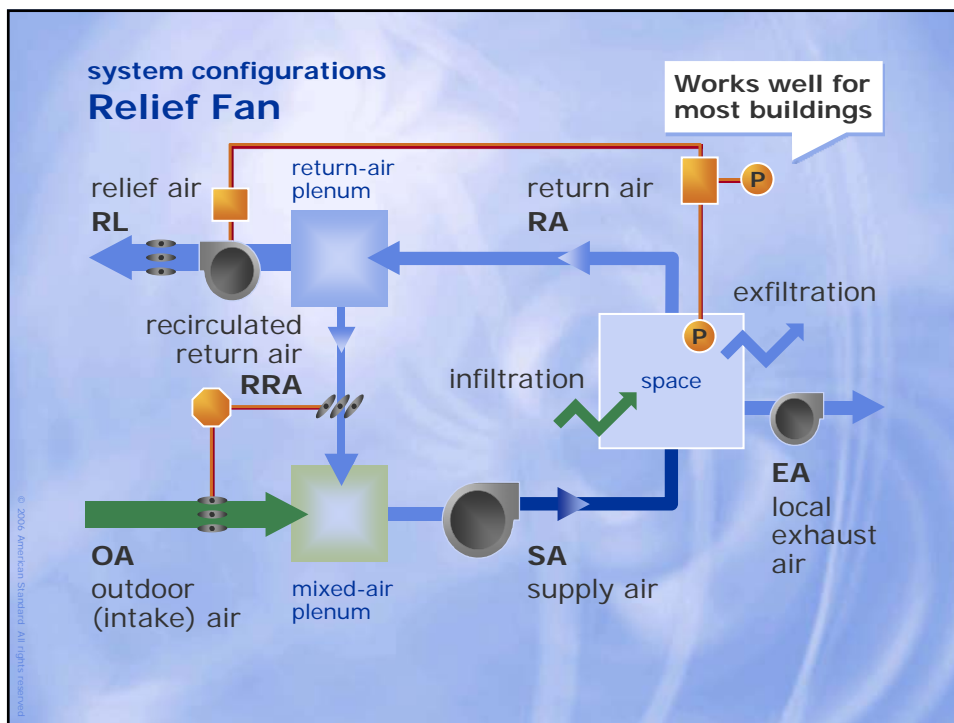 system configurations
Relief Fan
Works well for
most buildings
relief air
RL
return-air
plenum
return air
RA
P
exfiltration
P
recirculated
return air
RRA
infiltration
space
EA
local
exhaust
air
OA
outdoor
(intake) air
mixed-air
plenum
SA
supply air
© 2006 American Standard All rights reserved